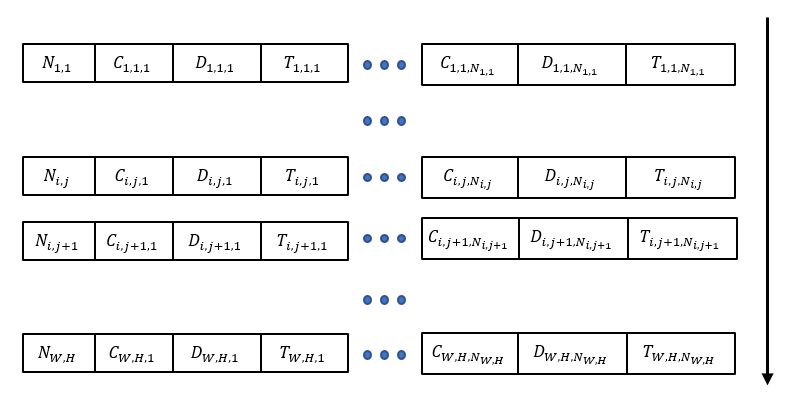 N_{1,1} C_{1,1,1} D_{1,1,1} T_{1,1,1} C_{1,1,N_{1,1}} D_{1,1,N_{1,1}} T_{1,1,N_{1,1}}
N_{i,j} C_{i,j,1} D_{i,j,1} T_{i,j,1} C_{i,j,N_{i,j}} D_{i,j,N_{i,j}} T_{i,j,N_{i,j}}
N_{i,j+1} C_{i,j+1,1} D_{i,j+1,1} T_{i,j+1,1} C_{i,j+1,N_{i,j+1}} D_{i,j+1,N_{i,j+1}} T_{i,j+1,N_{i,j+1}}
N_{W,H} C_{W,H,1} D_{W,H,1} T_{W,H,1} C_{W,H,N_{W,H}} D_{W,H,N_{W,H}} T_{W,H,N_{W,H}}